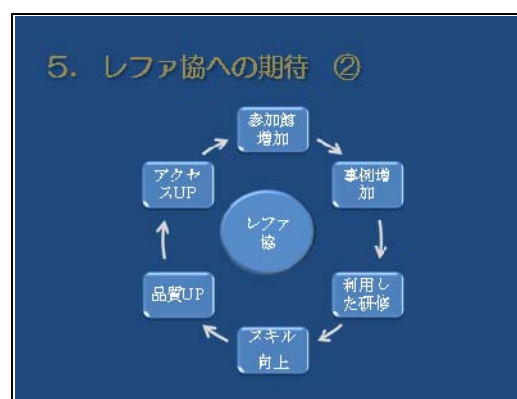 5. レファ協への期待 ②
参加館
増加
事例増
加
利用し
た研修
スキル
向上
品質UP
アクセ
スUP
レファ
協